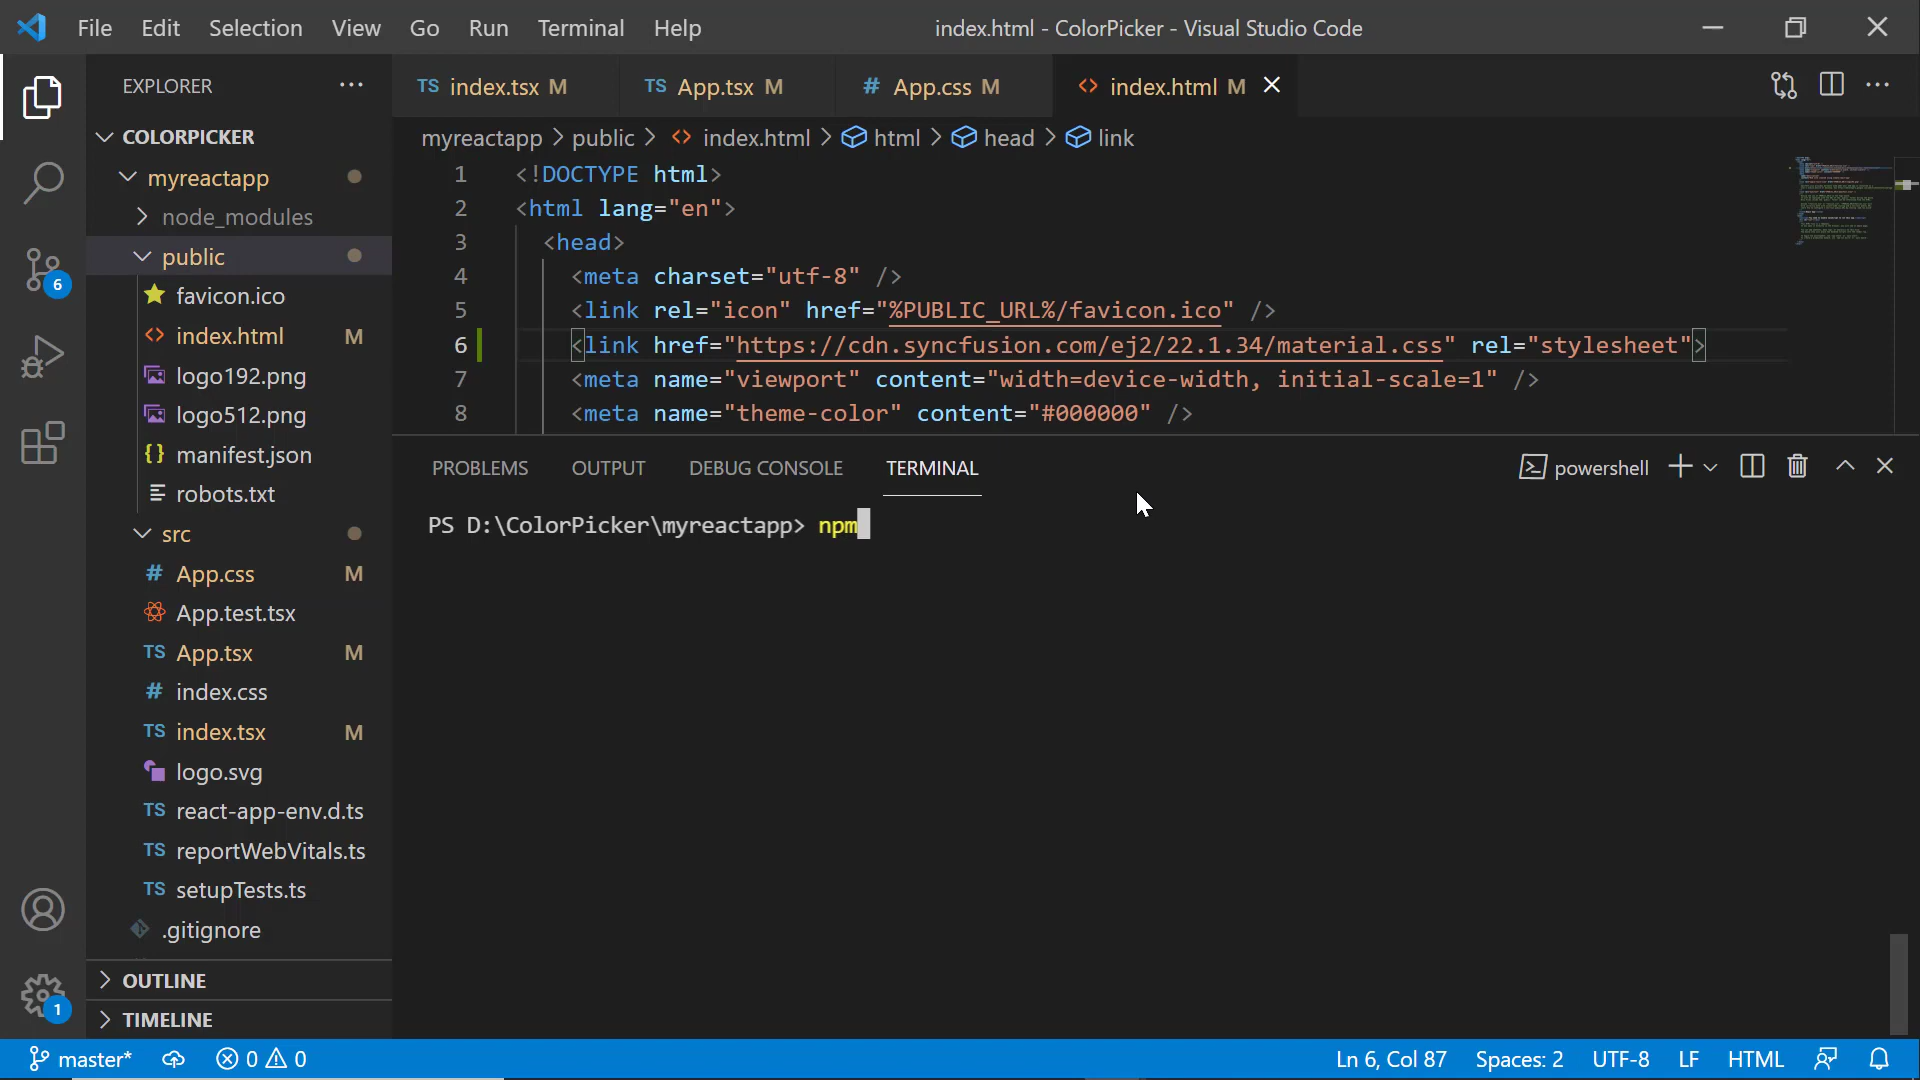 File Edit Selection View Go Run Terminal Help
index.html - ColorPicker - Visual Studio Code
EXPLORER
COLORPICKER
myreactapp
node_modules
public
favicon.ico
index.html M
logo192.png
logo512.png
manifest.json
robots.txt
src
App.css M
App.test.tsx
App.tsx M
index.css
index.tsx M
logo.svg
react-app-env.d.ts
reportWebVitals.ts
setupTests.ts
.gitignore
OUTLINE
TIMELINE
6
1
TS index.tsx M TS App.tsx M # App.css M <> index.html M
myreactapp > public > <> index.html > html > head > link
1 <!DOCTYPE html>
2 <html lang="en">
3 <head>
4 <meta charset="utf-8" />
5 <link rel="icon" href="%PUBLIC_URL%/favicon.ico" />
6 <link href="https://cdn.syncfusion.com/ej2/22.1.34/material.css" rel="stylesheet">
7 <meta name="viewport" content="width=device-width, initial-scale=1" />
8 <meta name="theme-color" content="#000000" />
PROBLEMS OUTPUT DEBUG CONSOLE TERMINAL
powershell
PS D:\ColorPicker\myreactapp> npm
master* 0 0
Ln 6, Col 87 Spaces: 2 UTF-8 LF HTML